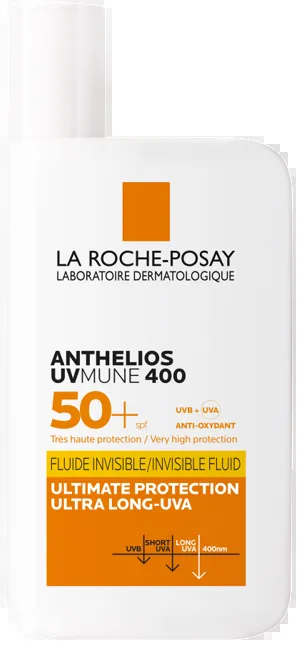 LA ROCHE-POSAY
LABORATOIRE DERMATOLOGIQUE
ANTHELIOS
UVMUNE 400
50+ spf
UVB + UVA
ANTI-OXYDANT
Très haute protection / Very high protection
FLUIDE INVISIBLE/INVISIBLE FLUID
ULTIMATE PROTECTION
ULTRA LONG-UVA
UVB SHORT UVA LONG UVA 400nm